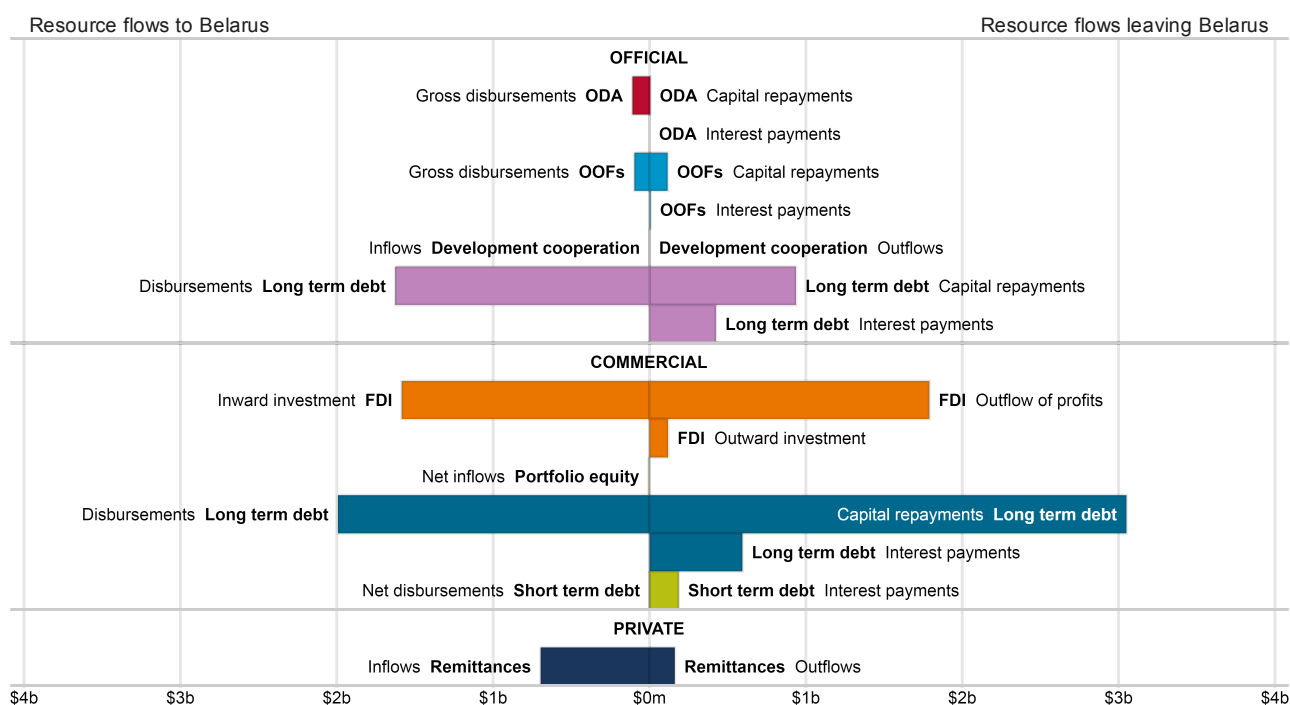 Resource flows to Belarus Resource flows leaving Belarus
OFFICIAL
Gross disbursements ODA ODA Capital repayments
ODA Interest payments
Gross disbursements OOFs OOFs Capital repayments
OOFs Interest payments
Inflows Development cooperation Development cooperation Outflows
Disbursements Long term debt Long term debt Capital repayments
Long term debt Interest payments
COMMERCIAL
Inward investment FDI FDI Outflow of profits
FDI Outward investment
Net inflows Portfolio equity
Disbursements Long term debt Capital repayments Long term debt
Long term debt Interest payments
Net disbursements Short term debt Short term debt Interest payments
PRIVATE
Inflows Remittances Remittances Outflows
$4b $3b $2b $1b $0m $1b $2b $3b $4b